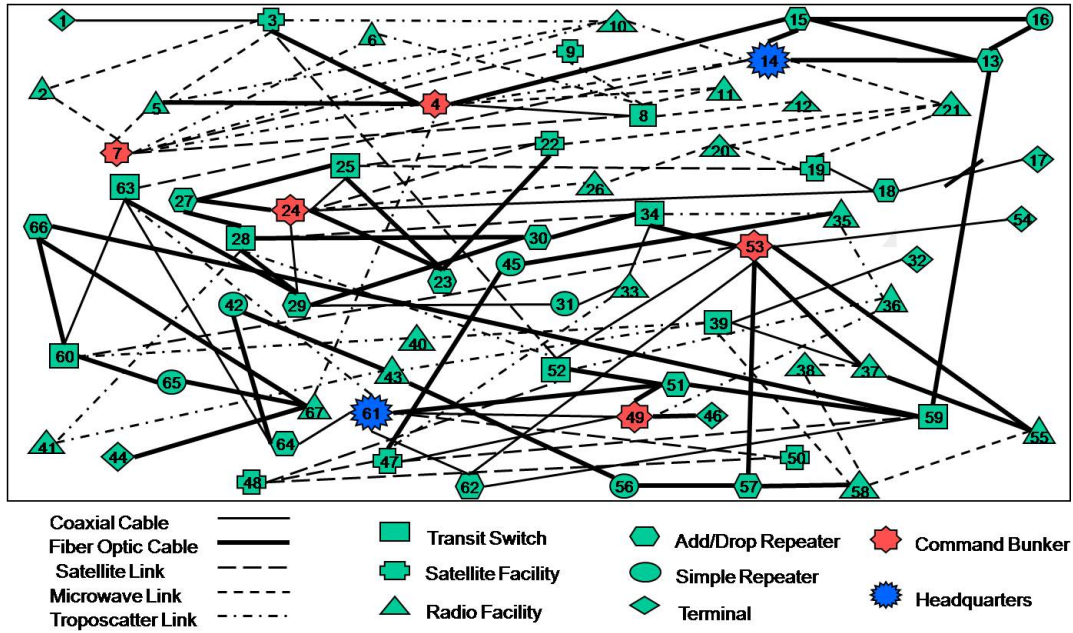 1 3 6 10 15 16
9 14 13
2 5 4 8 11 12 21
7 22 20 19 17
63 25 26 18
27 24 34 35 54
66 28 30 53 32
45 23 33 36
42 29 31 39
60 40 52 38 37
65 43 51
67 61 49 46 59 55
41 44 64 47 50
48 62 56 57 58
Coaxial Cable
Fiber Optic Cable
Satellite Link
Microwave Link
Troposcatter Link
Transit Switch
Satellite Facility
Radio Facility
Add/Drop Repeater
Simple Repeater
Terminal
Command Bunker
Headquarters